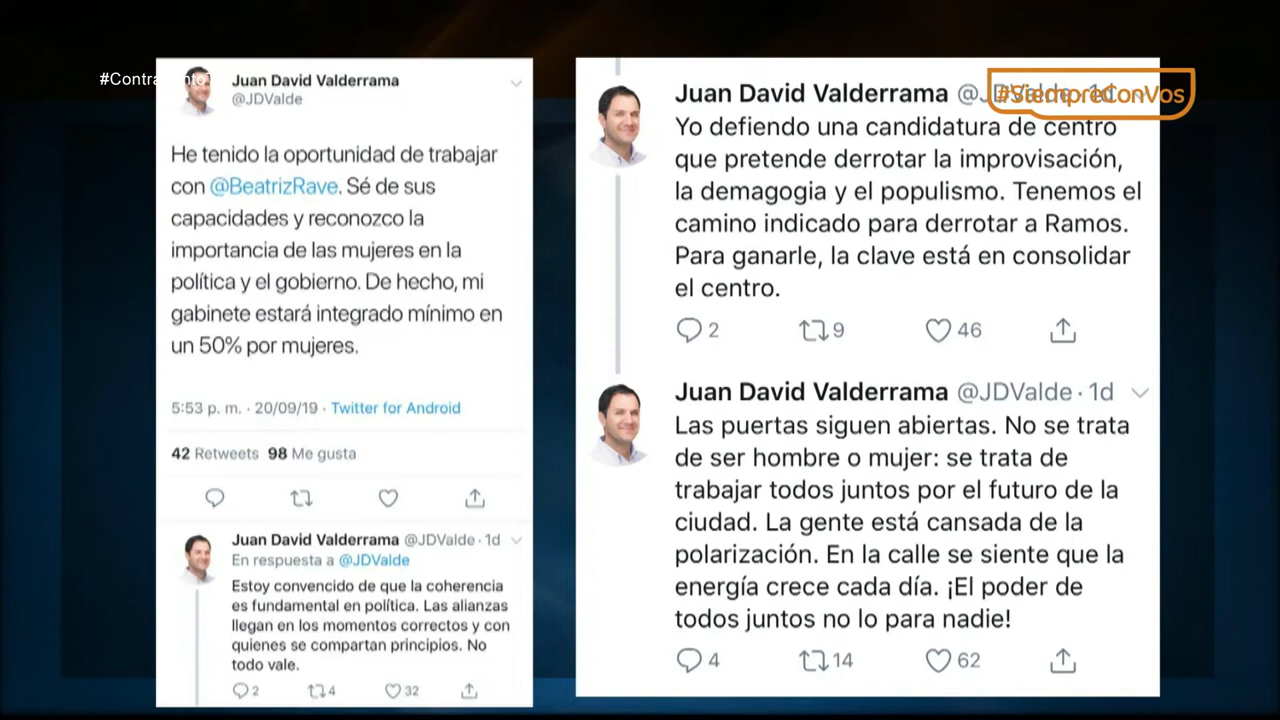 #Contra
Juan David Valderrama
@JDValde
He tenido la oportunidad de trabajar
con @BeatrizRave. Sé de sus
capacidades y reconozco la
importancia de las mujeres en la
política y el gobierno. De hecho, mi
gabinete estará integrado mínimo en
un 50% por mujeres.
5:53 p. m. · 20/09/19 · Twitter for Android
42 Retweets 98 Me gusta
Juan David Valderrama @JDValde · 1d
En respuesta a @JDValde
Estoy convencido de que la coherencia
es fundamental en política. Las alianzas
llegan en los momentos correctos y con
quienes se compartan principios. No
todo vale.
2 4 32
#SiempreConVos
Juan David Valderrama
Yo defiendo una candidatura de centro
que pretende derrotar la improvisación,
la demagogia y el populismo. Tenemos el
camino indicado para derrotar a Ramos.
Para ganarle, la clave está en consolidar
el centro.
2 9 46
Juan David Valderrama @JDValde · 1d
Las puertas siguen abiertas. No se trata
de ser hombre o mujer: se trata de
trabajar todos juntos por el futuro de la
ciudad. La gente está cansada de la
polarización. En la calle se siente que la
energía crece cada día. ¡El poder de
todos juntos no lo para nadie!
4 14 62